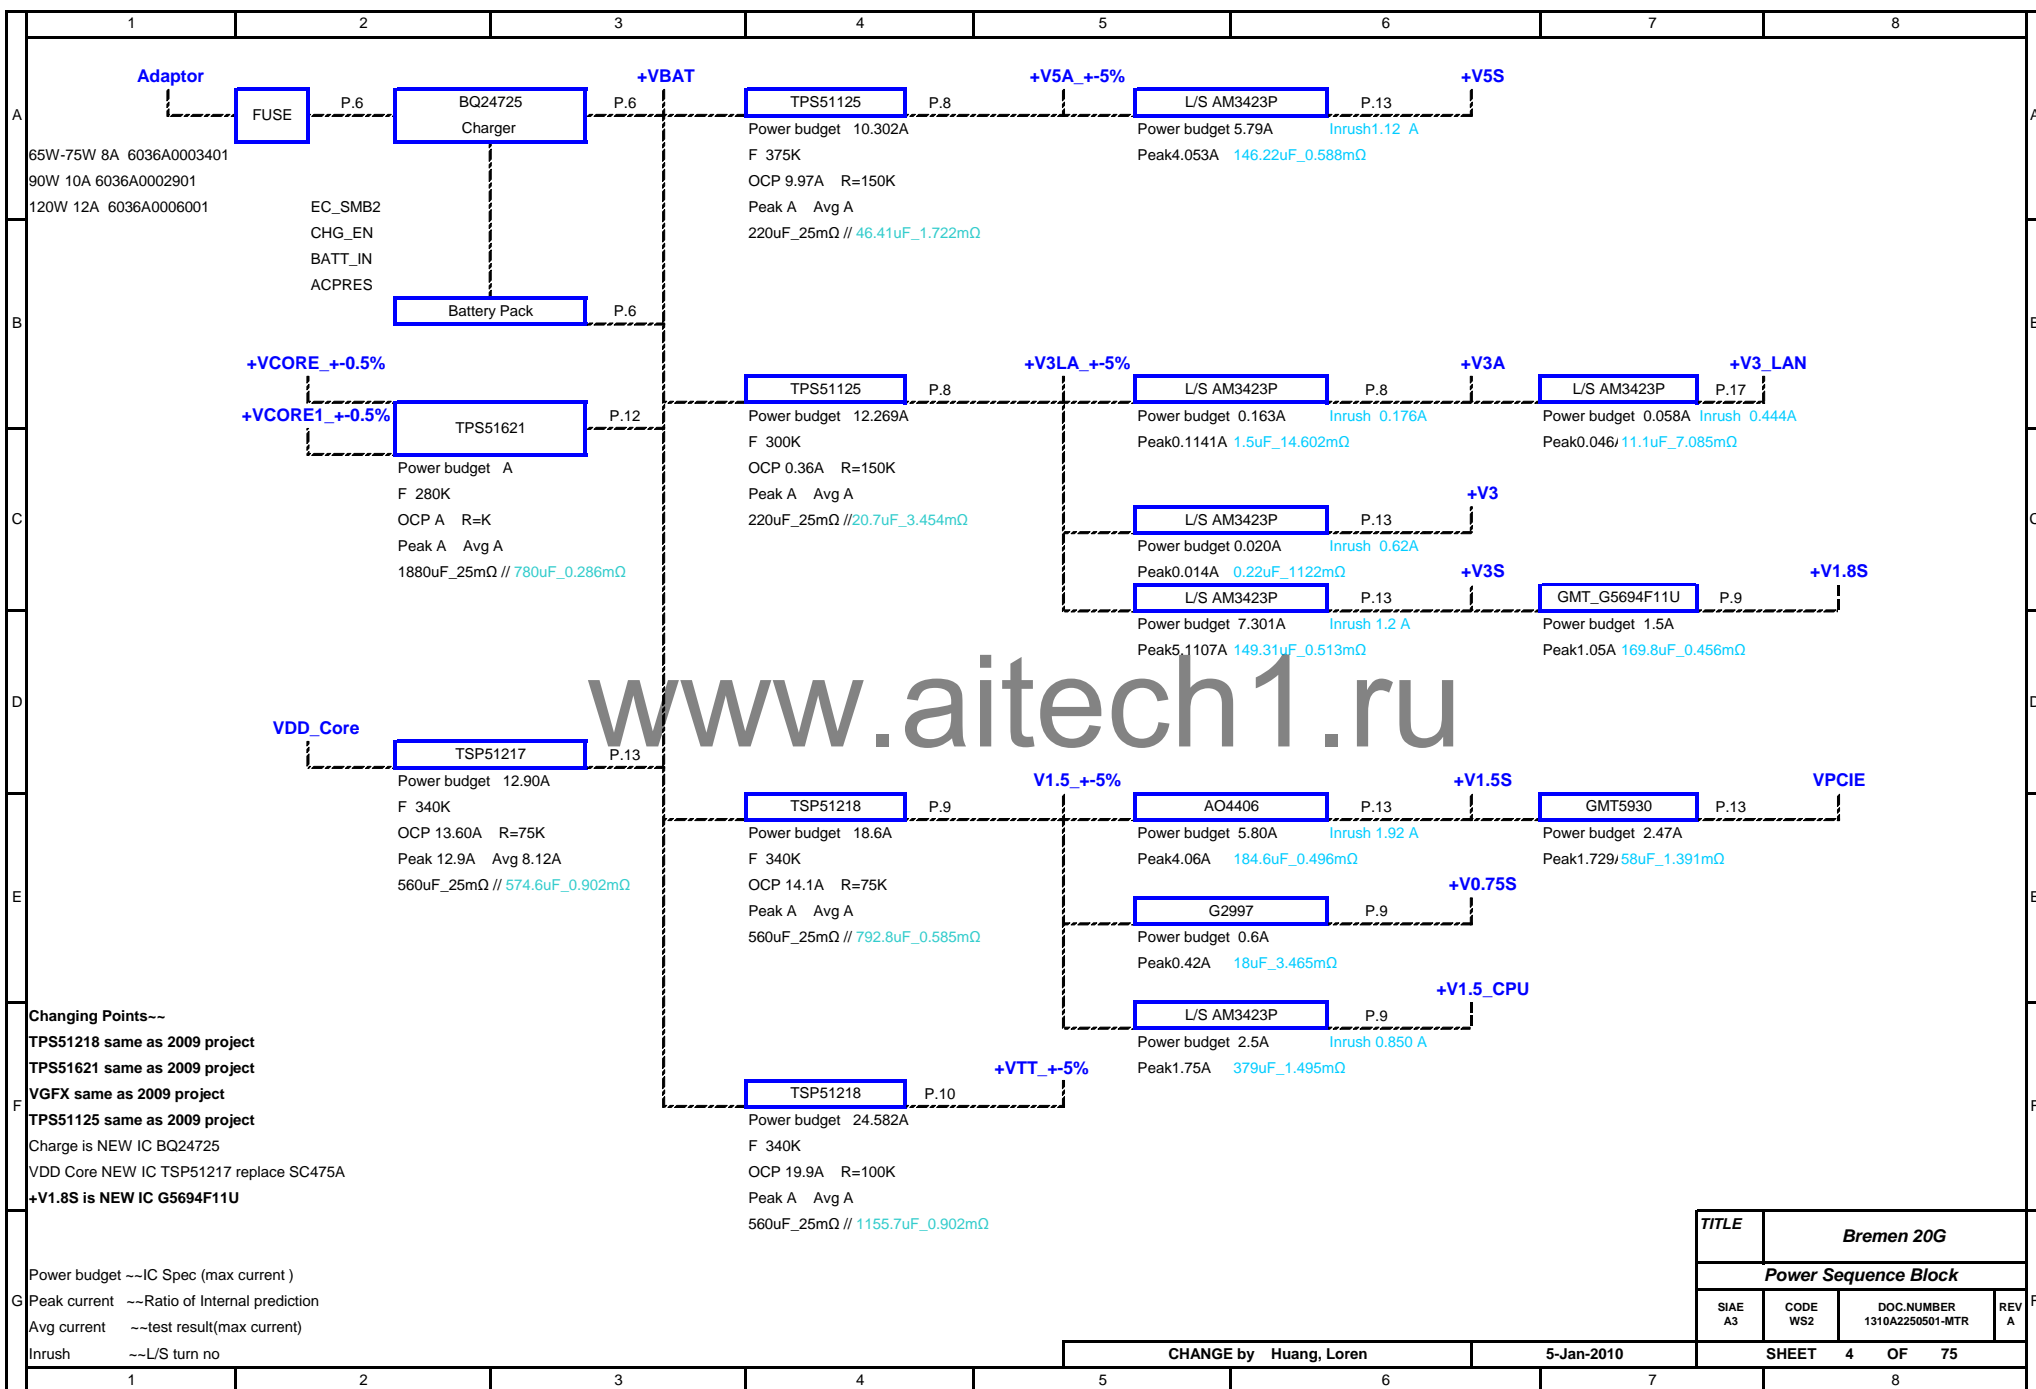 1 2 3 4 5 6 7 8
Adaptor +VBAT +V5A_+-5% +V5S
A FUSE P.6 BQ24725 P.6 TPS51125 P.8 L/S AM3423P P.13 A
Charger
Power budget 10.302A Power budget 5.79A Inrush1.12 A
65W-75W 8A 6036A0003401 F 375K Peak4.053A 146.22uF_0.588mΩ
90W 10A 6036A0002901 OCP 9.97A R=150K
120W 12A 6036A0006001 EC_SMB2 Peak A Avg A
CHG_EN 220uF_25mΩ // 46.41uF_1.722mΩ
BATT_IN
ACPRES
B Battery Pack P.6
+VCORE_+-0.5% +V3LA_+-5% +V3A +V3_LAN
TPS51125 P.8 L/S AM3423P P.8 L/S AM3423P P.17
+VCORE1_+-0.5% TPS51621 P.12 Power budget 12.269A Power budget 0.163A Inrush 0.176A Power budget 0.058A Inrush 0.444A
F 300K Peak0.1141A 1.5uF_14.602mΩ Peak0.046 11.1uF_7.085mΩ
Power budget A OCP 0.36A R=150K
F 280K Peak A Avg A +V3
C OCP A R=K 220uF_25mΩ //20.7uF_3.454mΩ L/S AM3423P P.13
Peak A Avg A Power budget 0.020A Inrush 0.62A
1880uF_25mΩ // 780uF_0.286mΩ Peak0.014A 0.22uF_1122mΩ +V3S +V1.8S
L/S AM3423P P.13 GMT_G5694F11U P.9
Power budget 7.301A Inrush 1.2 A Power budget 1.5A
Peak5.1107A 149.31uF_0.513mΩ Peak1.05A 169.8uF_0.456mΩ
D www.aitech1.ru
VDD_Core
TSP51217 P.13
Power budget 12.90A V1.5_+-5% +V1.5S VPCIE
F 340K TSP51218 P.9 AO4406 P.13 GMT5930 P.13
OCP 13.60A R=75K Power budget 18.6A Power budget 5.80A Inrush 1.92 A Power budget 2.47A
Peak 12.9A Avg 8.12A F 340K Peak4.06A 184.6uF_0.496mΩ Peak1.729 58uF_1.391mΩ
560uF_25mΩ // 574.6uF_0.902mΩ OCP 14.1A R=75K +V0.75S
E Peak A Avg A G2997 P.9
560uF_25mΩ // 792.8uF_0.585mΩ Power budget 0.6A
Peak0.42A 18uF_3.465mΩ
+V1.5_CPU
Changing Points~~ L/S AM3423P P.9
TPS51218 same as 2009 project Power budget 2.5A Inrush 0.850 A
TPS51621 same as 2009 project +VTT_+-5% Peak1.75A 379uF_1.495mΩ
F VGFX same as 2009 project TSP51218 P.10
TPS51125 same as 2009 project Power budget 24.582A
Charge is NEW IC BQ24725 F 340K
VDD Core NEW IC TSP51217 replace SC475A OCP 19.9A R=100K
+V1.8S is NEW IC G5694F11U Peak A Avg A
560uF_25mΩ // 1155.7uF_0.902mΩ
TITLE Bremen 20G
Power budget ~~IC Spec (max current )
Power Sequence Block
G Peak current ~~Ratio of Internal prediction
SIAE CODE DOC.NUMBER REV
A3 WS2 1310A2250501-MTR A
Avg current ~~test result(max current)
Inrush ~~L/S turn no
CHANGE by Huang, Loren 5-Jan-2010 SHEET 4 OF 75
1 2 3 4 5 6 7 8